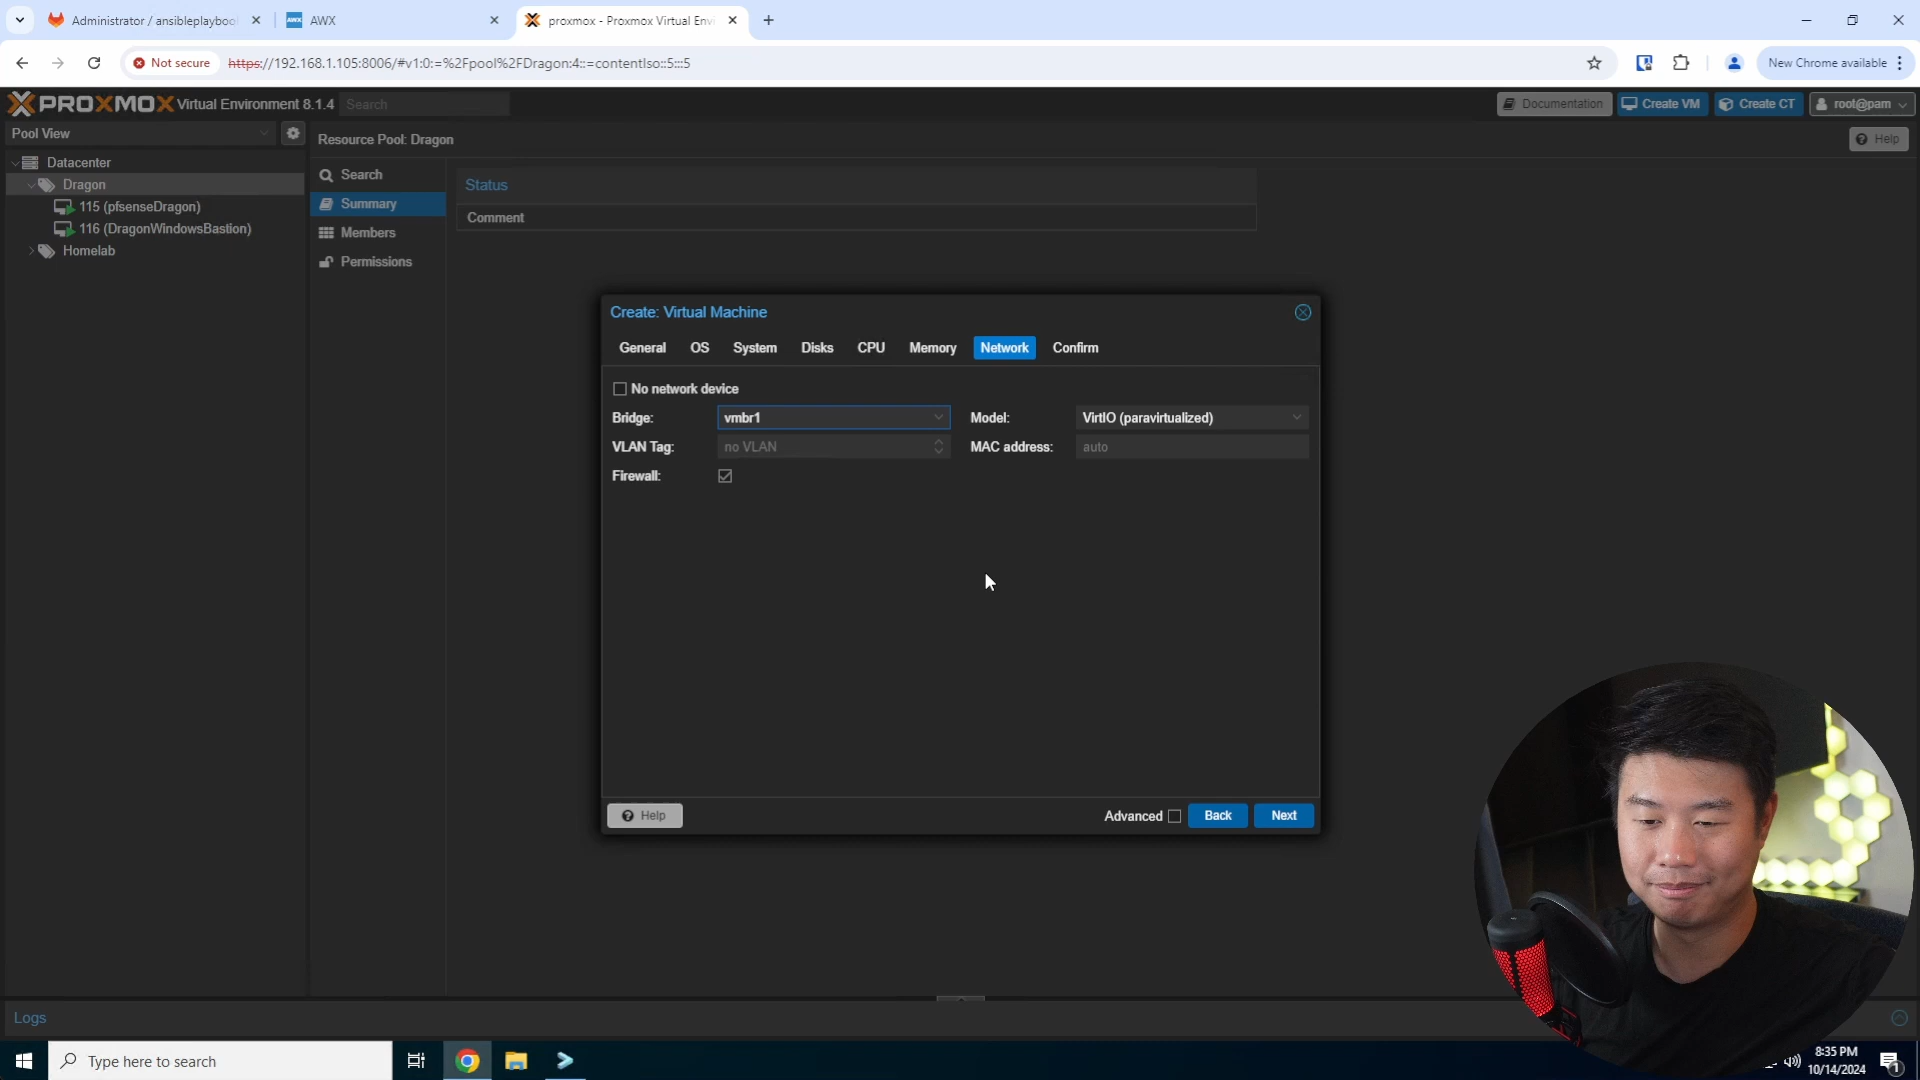 Administrator / ansibleplaybo
AWX
AWX
proxmox - Proxmox Virtual Envi
Not secure
https://192.168.1.105:8006/#v1:0:=%2Fpool%2FDragon:4::=contentIso::5:::5
New Chrome available
PROXMOX Virtual Environment 8.1.4
Search
Documentation
Create VM
Create CT
root@pam
Pool View
Resource Pool: Dragon
Help
Datacenter
Dragon
115 (pfsenseDragon)
116 (DragonWindowsBastion)
Homelab
Search
Summary
Members
Permissions
Status
Comment
Create: Virtual Machine
General
OS
System
Disks
CPU
Memory
Network
Confirm
No network device
Bridge:
vmbr1
Model:
VirtIO (paravirtualized)
VLAN Tag:
no VLAN
MAC address:
auto
Firewall:
Help
Advanced
Back
Next
Logs
Type here to search
8:35 PM
10/14/2024
1